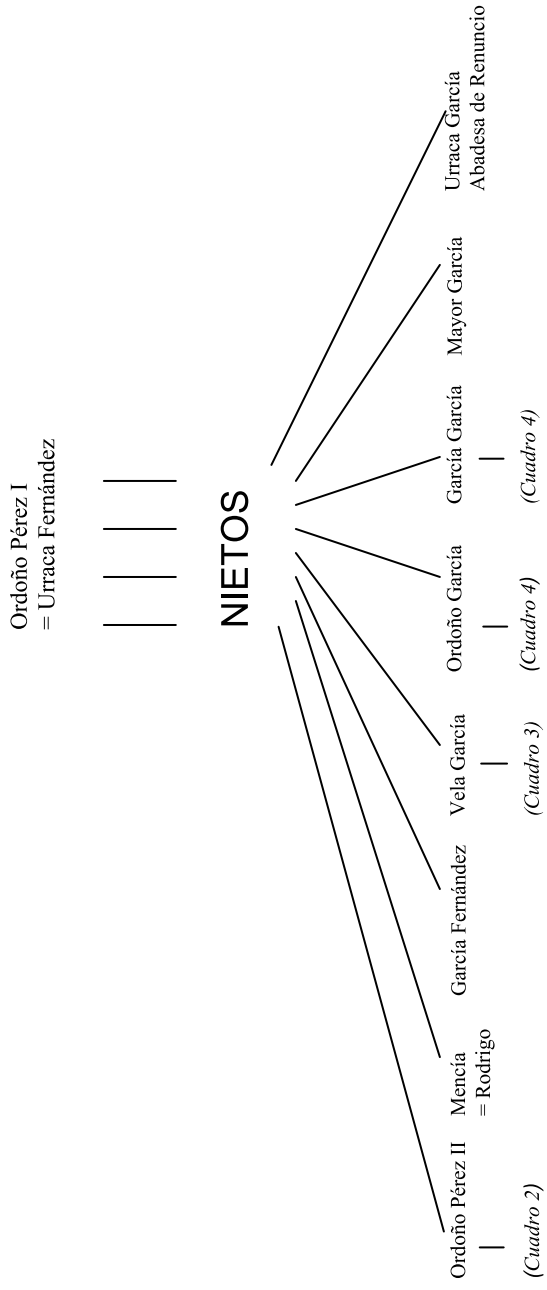 Ordoño Pérez I
= Urraca Fernández
NIETOS
Ordoño Pérez II
(Cuadro 2)
Mencía
= Rodrigo
García Fernández
Vela García
(Cuadro 3)
Ordoño García
(Cuadro 4)
García García
(Cuadro 4)
Mayor García
Urraca García
Abadesa de Renuncio